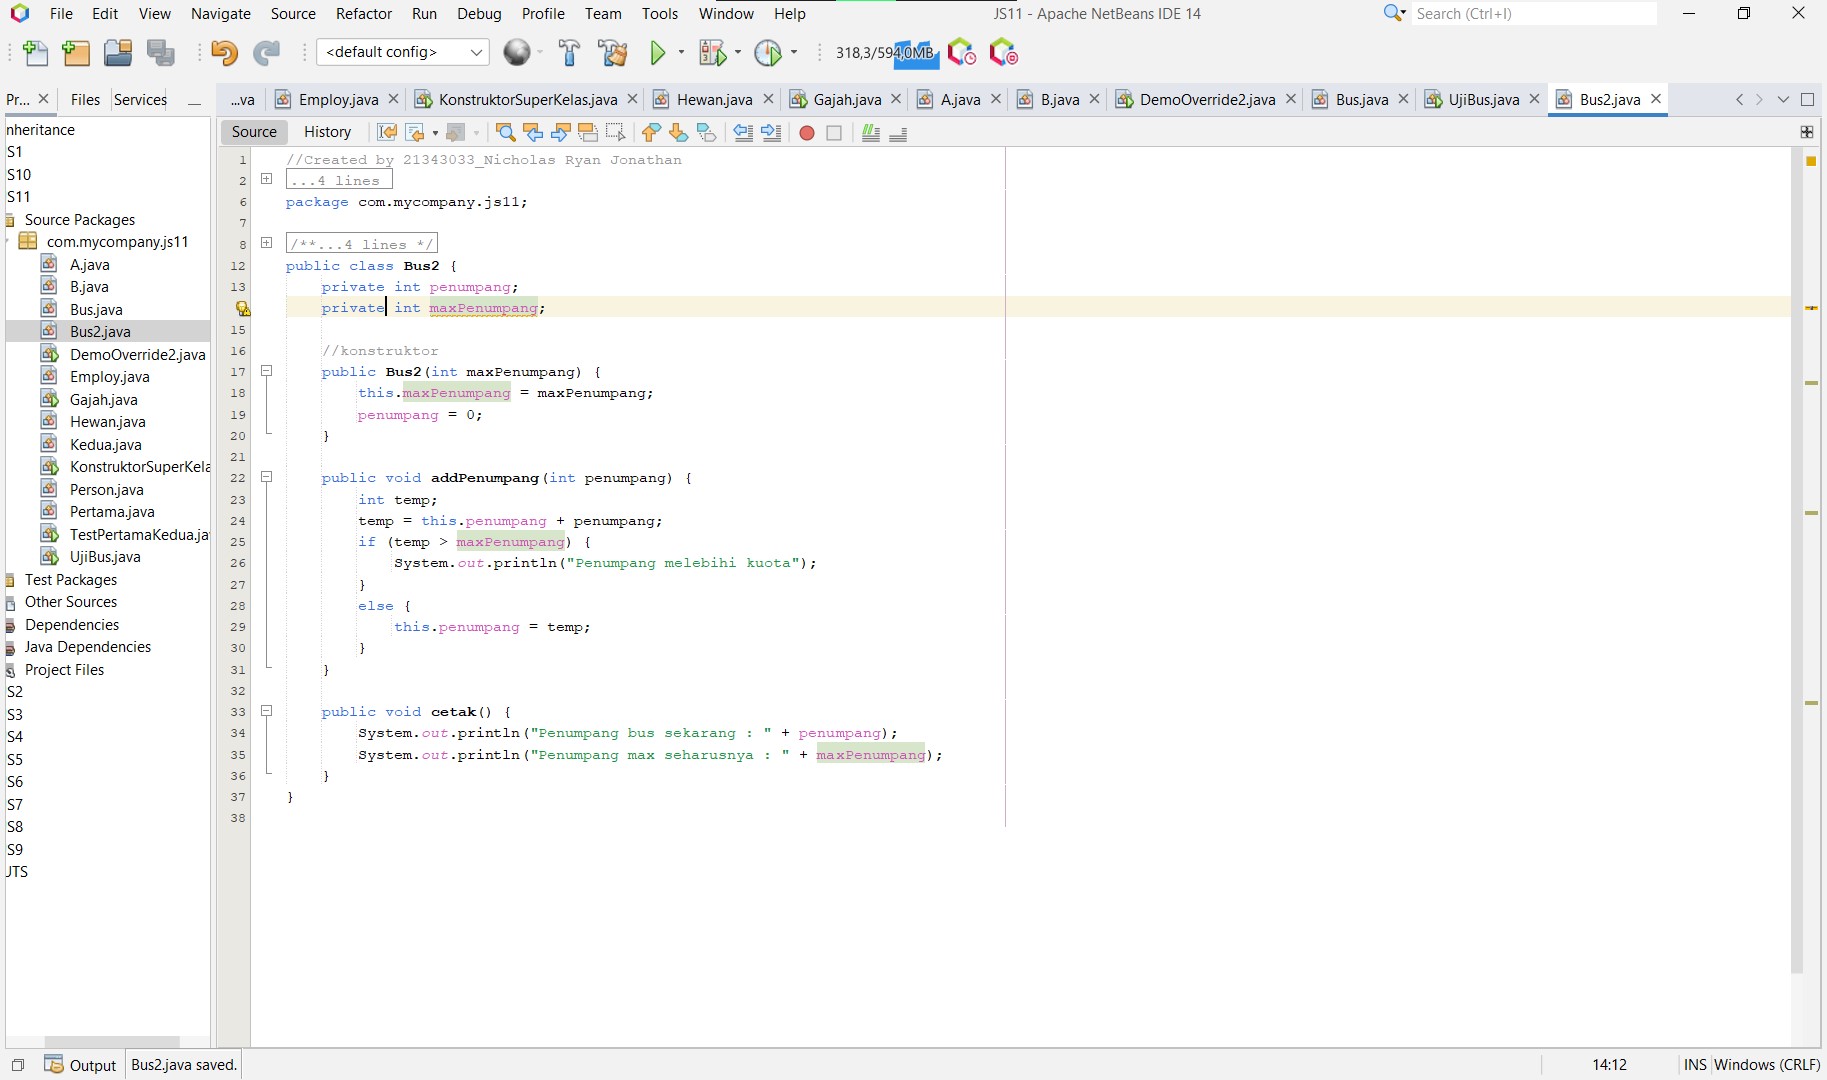 File Edit View Navigate Source Refactor Run Debug Profile Team Tools Window Help JS11 - Apache NetBeans IDE 14 Search (Ctrl+I)
<default config> 318,3/594,0MB
Pr... Files Services ...va Employ.java KonstruktorSuperKelas.java Hewan.java Gajah.java A.java B.java DemoOverride2.java Bus.java UjiBus.java Bus2.java
Source History
nheritance
S1
S10
S11
Source Packages
com.mycompany.js11
A.java
B.java
Bus.java
Bus2.java
DemoOverride2.java
Employ.java
Gajah.java
Hewan.java
Kedua.java
KonstruktorSuperKela
Person.java
Pertama.java
TestPertamaKedua.ja
UjiBus.java
Test Packages
Other Sources
Dependencies
Java Dependencies
Project Files
S2
S3
S4
S5
S6
S7
S8
S9
JTS
1 //Created by 21343033_Nicholas Ryan Jonathan
2 ...4 lines
6 package com.mycompany.js11;
7
8 /**...4 lines */
12 public class Bus2 {
13 private int penumpang;
private int maxPenumpang;
15
16 //konstruktor
17 public Bus2(int maxPenumpang) {
18 this.maxPenumpang = maxPenumpang;
19 penumpang = 0;
20 }
21
22 public void addPenumpang(int penumpang) {
23 int temp;
24 temp = this.penumpang + penumpang;
25 if (temp > maxPenumpang) {
26 System.out.println("Penumpang melebihi kuota");
27 }
28 else {
29 this.penumpang = temp;
30 }
31 }
32
33 public void cetak() {
34 System.out.println("Penumpang bus sekarang : " + penumpang);
35 System.out.println("Penumpang max seharusnya : " + maxPenumpang);
36 }
37 }
38
Output Bus2.java saved. 14:12 INS Windows (CRLF)